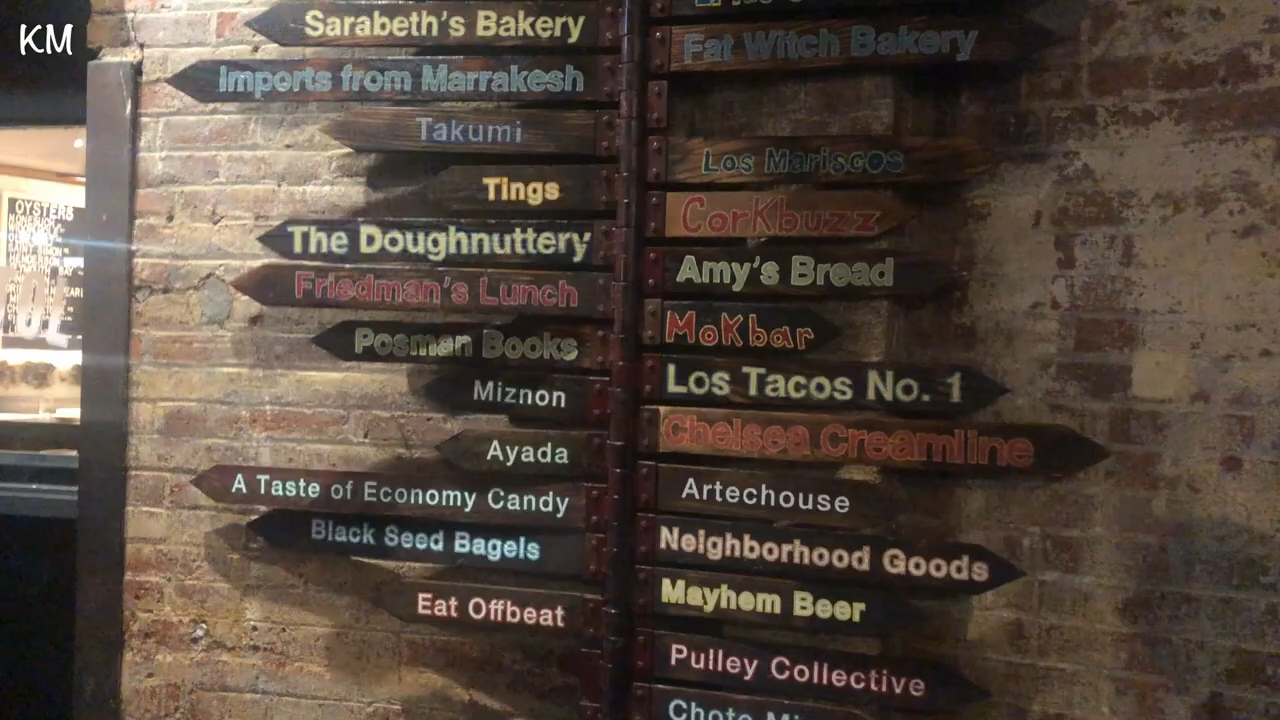 KM
Sarabeth's Bakery
Imports from Marrakesh
Takumi
Tings
The Doughnuttery
Friedman's Lunch
Posman Books
Miznon
Ayada
A Taste of Economy Candy
Black Seed Bagels
Eat Offbeat
Fat Witch Bakery
Los Mariscos
CorKbuzz
Amy's Bread
MoKbar
Los Tacos No. 1
Chelsea Creamline
Artechouse
Neighborhood Goods
Mayhem Beer
Pulley Collective
OYSTERS